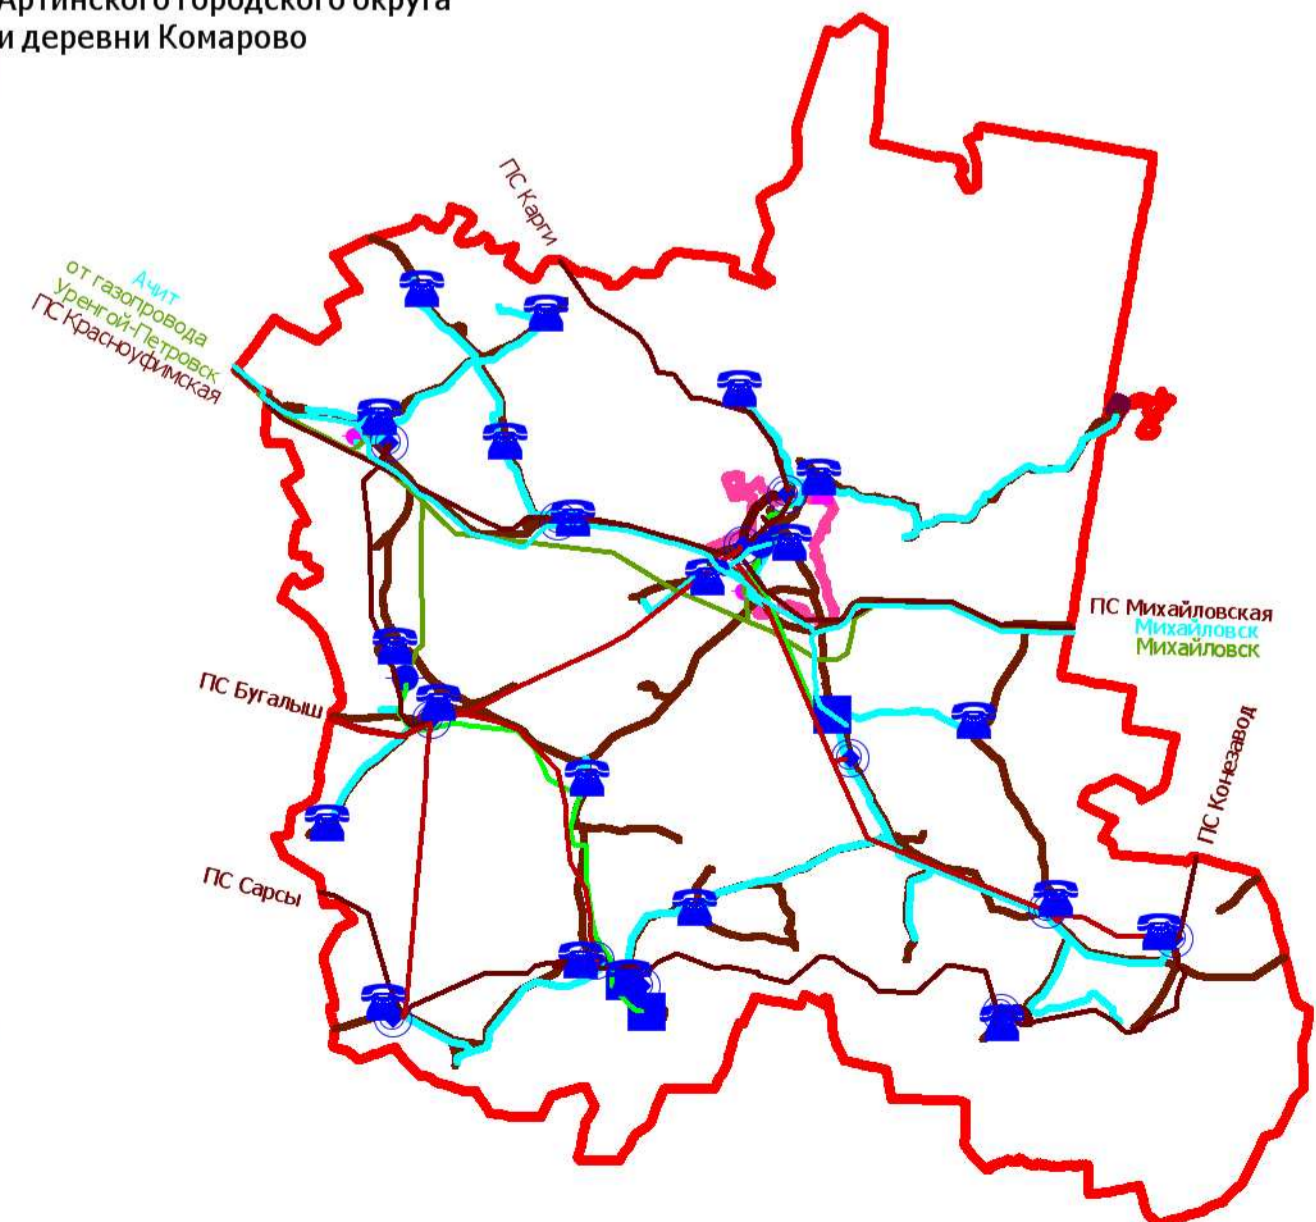 Артинского городского округа
и деревни Комарово
ПС Карги
Ачит
от газопровода
Уренгой-Петровск
ПС Красноуфимская
ПС Михайловская
Михайловск
Михайловск
ПС Бугалыш
ПС Конезавод
ПС Сарсы